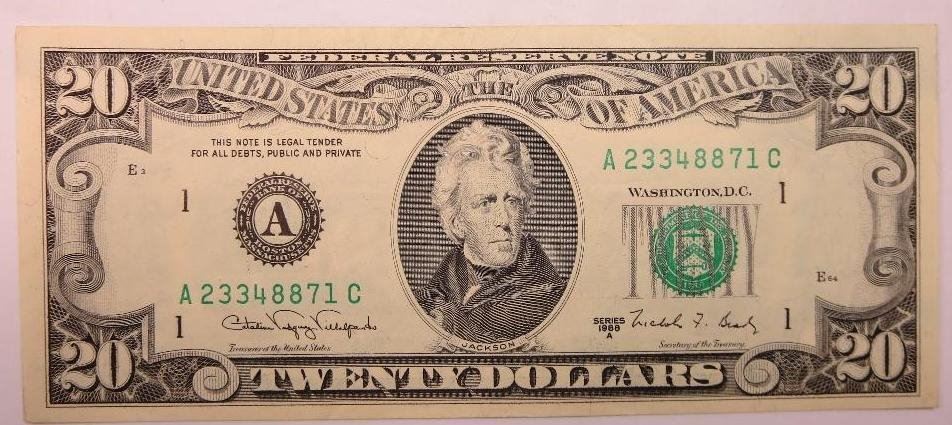 FEDERAL RESERVE NOTE
20 UNITED STATES THE OF AMERICA 20
THIS NOTE IS LEGAL TENDER
FOR ALL DEBTS, PUBLIC AND PRIVATE
E3
1
A
A 23348871 C
1
Treasurer of the United States
JACKSON
A 23348871 C
WASHINGTON, D.C.
1
E64
SERIES
1988
A
1
Secretary of the Treasury
20 TWENTY DOLLARS 20